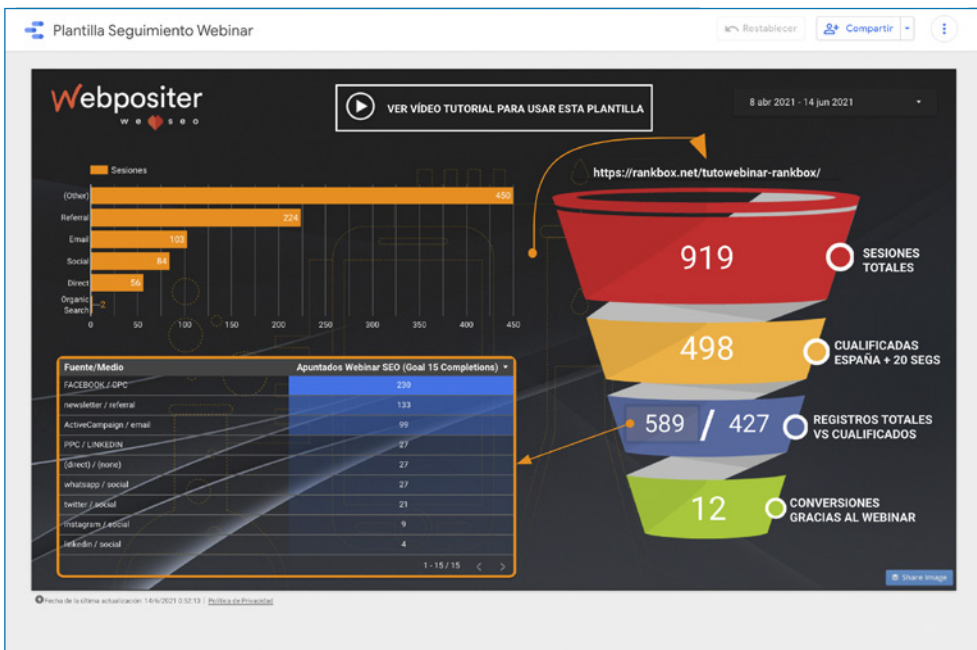 Plantilla Seguimiento Webinar
Restablecer
Compartir
Webpositer
we seo
VER VÍDEO TUTORIAL PARA USAR ESTA PLANTILLA
8 abr 2021 - 14 jun 2021
Sesiones
(Other) 450
Referral 224
Email 103
Social 84
Direct 56
Organic Search 2
0 50 100 150 200 250 300 350 400 450
https://rankbox.net/tutowebinar-rankbox/
919
SESIONES
TOTALES
498
CUALIFICADAS
ESPAÑA + 20 SEGS
589 / 427
REGISTROS TOTALES
VS CUALIFICADOS
12
CONVERSIONES
GRACIAS AL WEBINAR
Fuente/Medio Apuntados Webinar SEO (Goal 15 Completions)
FACEBOOK / CPC 230
newsletter / referral 133
ActiveCampaign / email 99
PPC / LINKEDIN 27
(direct) / (none) 27
whatsapp / social 27
twitter / social 21
instagram / social 9
linkedin / social 4
1 - 15 / 15 < >
Share Image
Fecha de la última actualización: 14/6/2021 0:52:13 | Política de Privacidad